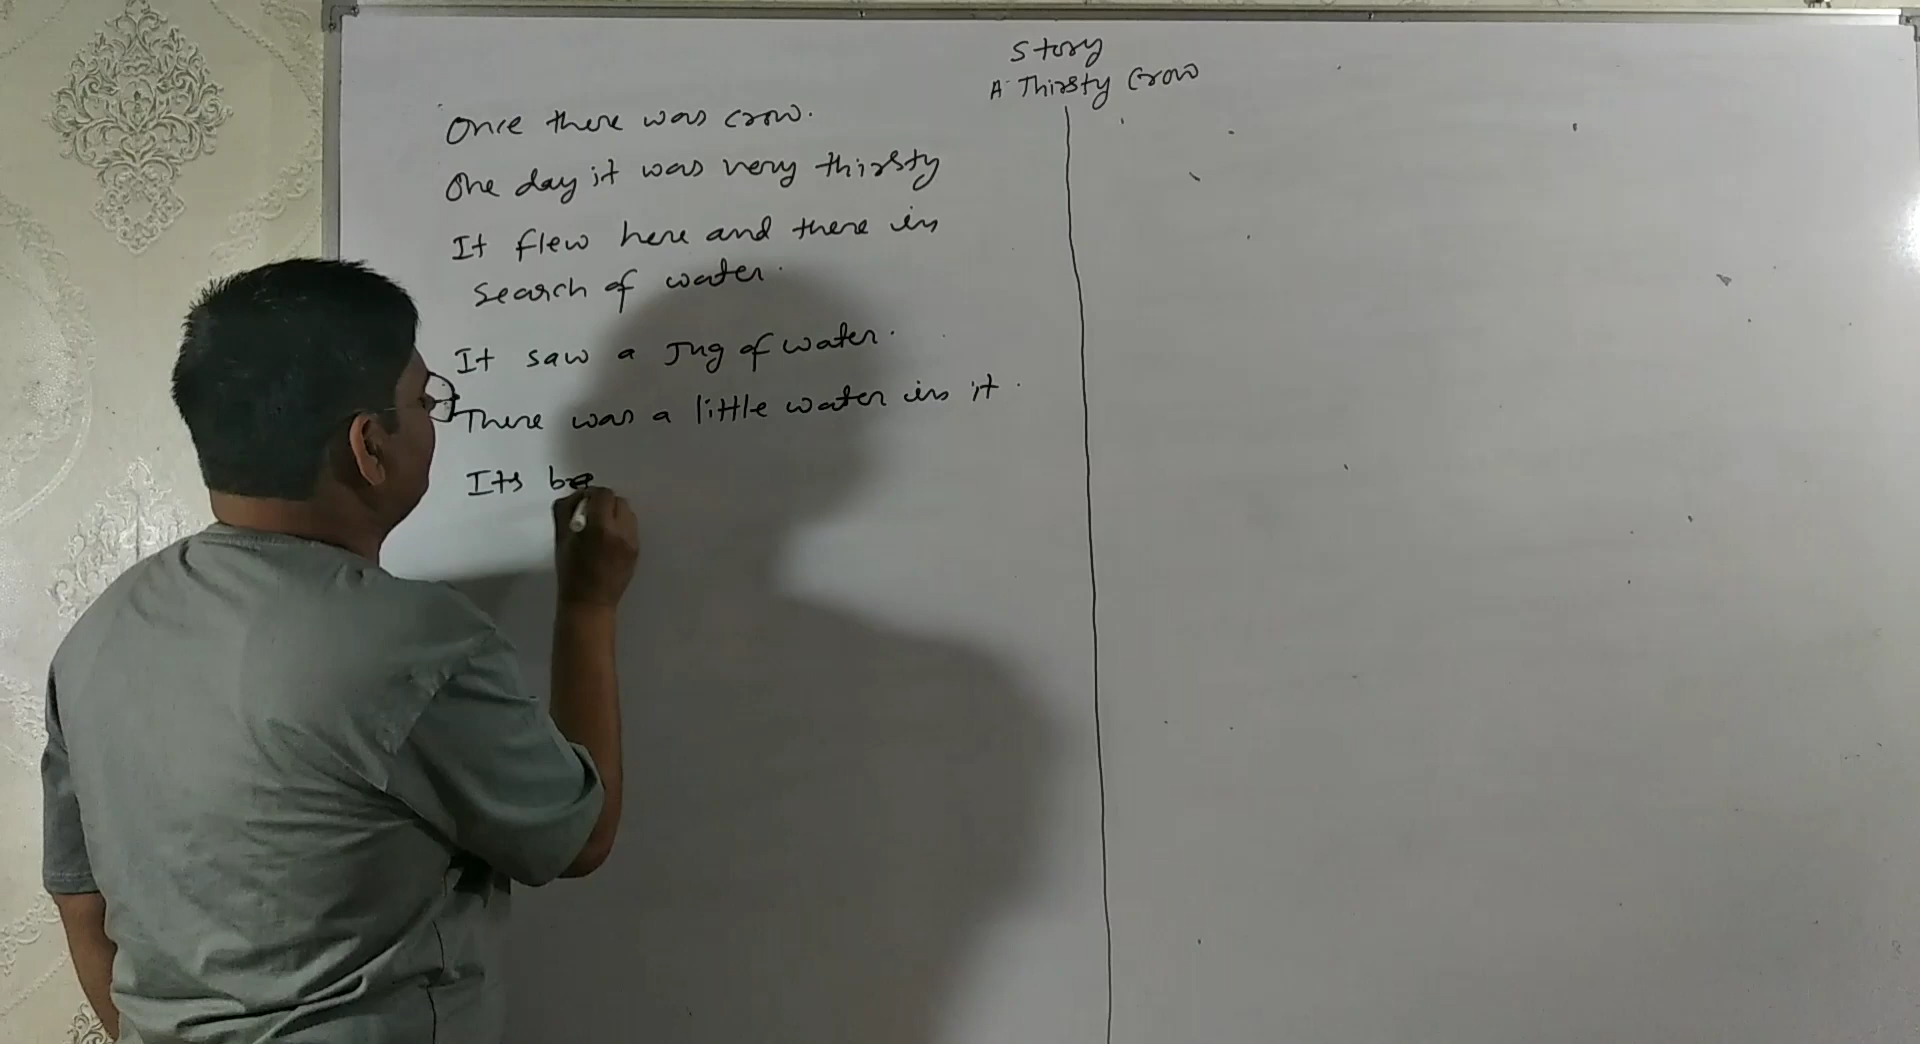 Story
A Thirsty Crow
Once there was crow.
One day it was very thirsty
It flew here and there in
search of water.
It saw a Jug of water.
There was a little water in it.
Its